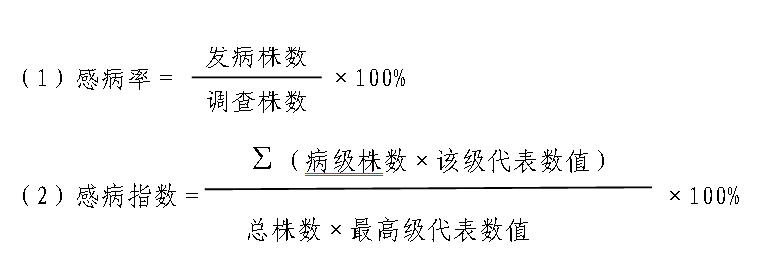 （1）感病率＝ 发病株数 ×100%
调查株数
∑（病级株数×该级代表数值）
（2）感病指数＝ ×100%
总株数×最高级代表数值